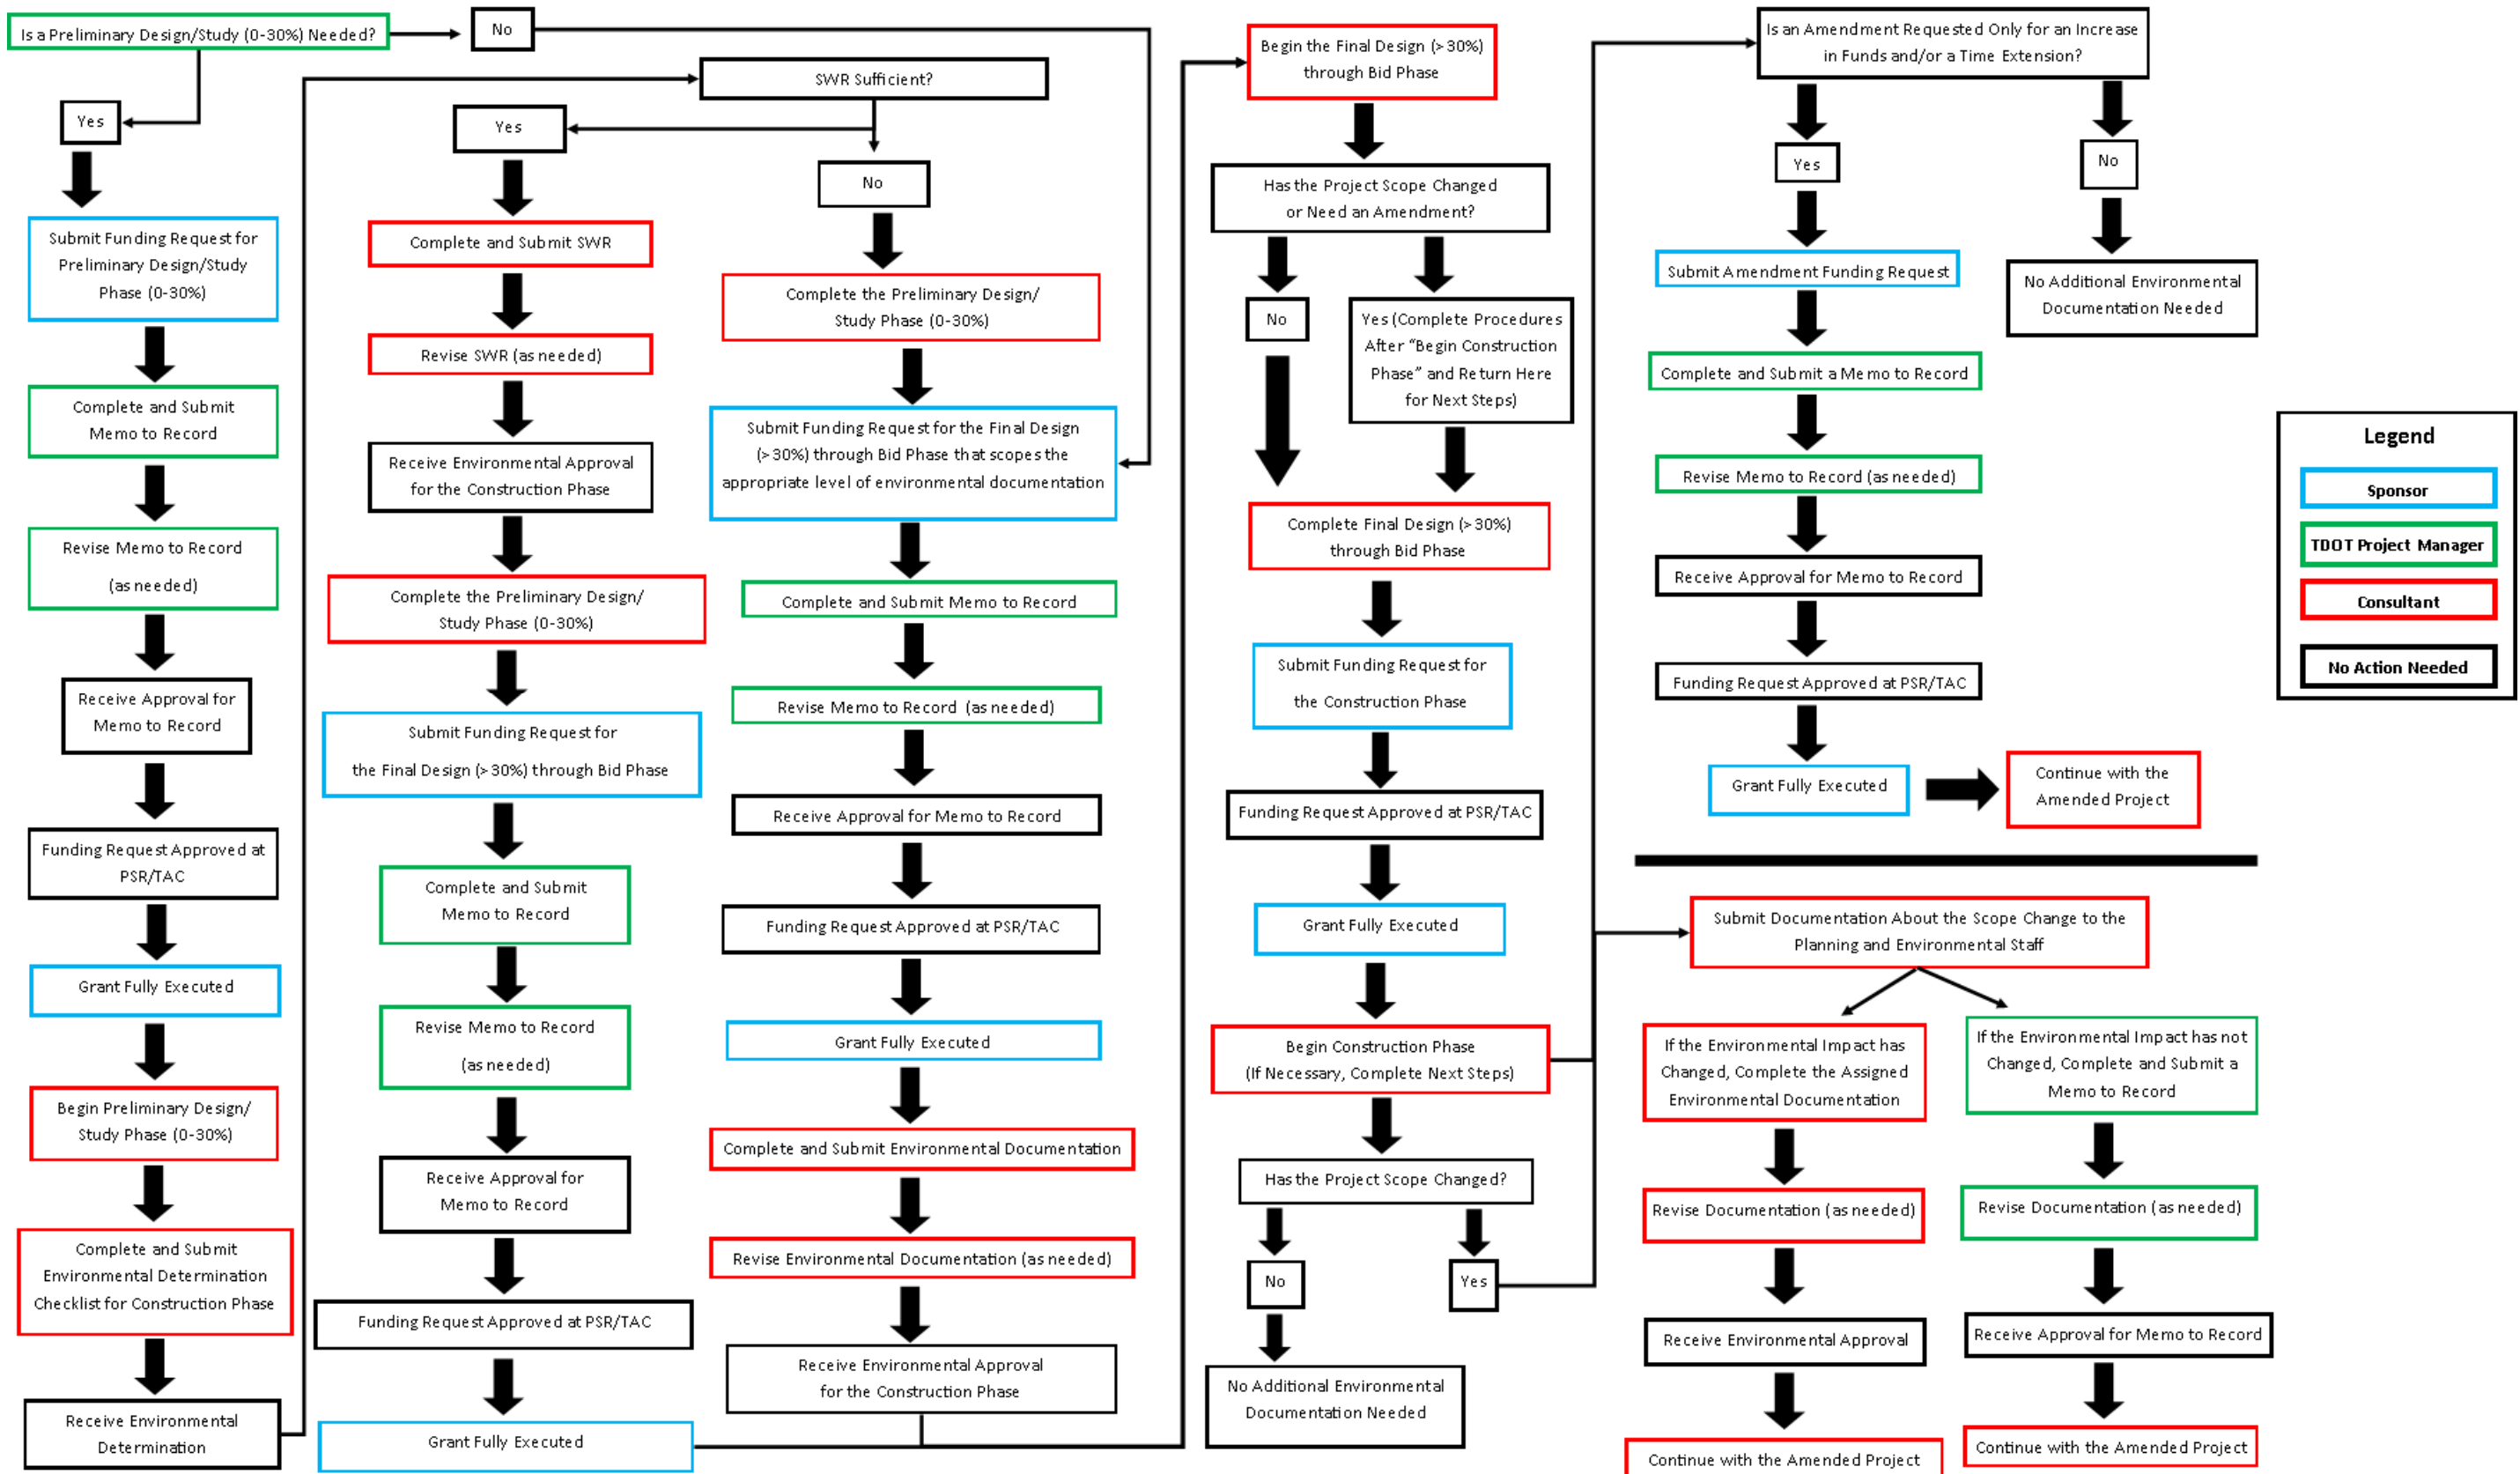 Is a Preliminary Design/Study (0-30%) Needed?
No
Yes
Submit Funding Request for
Preliminary Design/Study
Phase (0-30%)
Complete and Submit
Memo to Record
Revise Memo to Record
(as needed)
Receive Approval for
Memo to Record
Funding Request Approved at
PSR/TAC
Grant Fully Executed
Begin Preliminary Design/
Study Phase (0-30%)
Complete and Submit
Environmental Determination
Checklist for Construction Phase
Receive Environmental
Determination
SWR Sufficient?
Yes
Complete and Submit SWR
Revise SWR (as needed)
Receive Environmental Approval
for the Construction Phase
Complete the Preliminary Design/
Study Phase (0-30%)
Submit Funding Request for
the Final Design (>30%) through Bid Phase
Complete and Submit
Memo to Record
Revise Memo to Record
(as needed)
Receive Approval for
Memo to Record
Funding Request Approved at PSR/TAC
Grant Fully Executed
No
Complete the Preliminary Design/
Study Phase (0-30%)
Submit Funding Request for the Final Design
(>30%) through Bid Phase that scopes the
appropriate level of environmental documentation
Complete and Submit Memo to Record
Revise Memo to Record (as needed)
Receive Approval for Memo to Record
Funding Request Approved at PSR/TAC
Grant Fully Executed
Complete and Submit Environmental Documentation
Revise Environmental Documentation (as needed)
Receive Environmental Approval
for the Construction Phase
Begin the Final Design (>30%)
through Bid Phase
Has the Project Scope Changed
or Need an Amendment?
No
Yes (Complete Procedures
After “Begin Construction
Phase” and Return Here
for Next Steps)
Complete Final Design (>30%)
through Bid Phase
Submit Funding Request for
the Construction Phase
Funding Request Approved at PSR/TAC
Grant Fully Executed
Begin Construction Phase
(If Necessary, Complete Next Steps)
Has the Project Scope Changed?
No
Yes
No Additional Environmental
Documentation Needed
Is an Amendment Requested Only for an Increase
in Funds and/or a Time Extension?
Yes
No
Submit Amendment Funding Request
No Additional Environmental
Documentation Needed
Complete and Submit a Memo to Record
Revise Memo to Record (as needed)
Receive Approval for Memo to Record
Funding Request Approved at PSR/TAC
Grant Fully Executed
Continue with the
Amended Project
Submit Documentation About the Scope Change to the
Planning and Environmental Staff
If the Environmental Impact has
Changed, Complete the Assigned
Environmental Documentation
Revise Documentation (as needed)
Receive Environmental Approval
Continue with the Amended Project
If the Environmental Impact has not
Changed, Complete and Submit a
Memo to Record
Revise Documentation (as needed)
Receive Approval for Memo to Record
Continue with the Amended Project
Legend
Sponsor
TDOT Project Manager
Consultant
No Action Needed